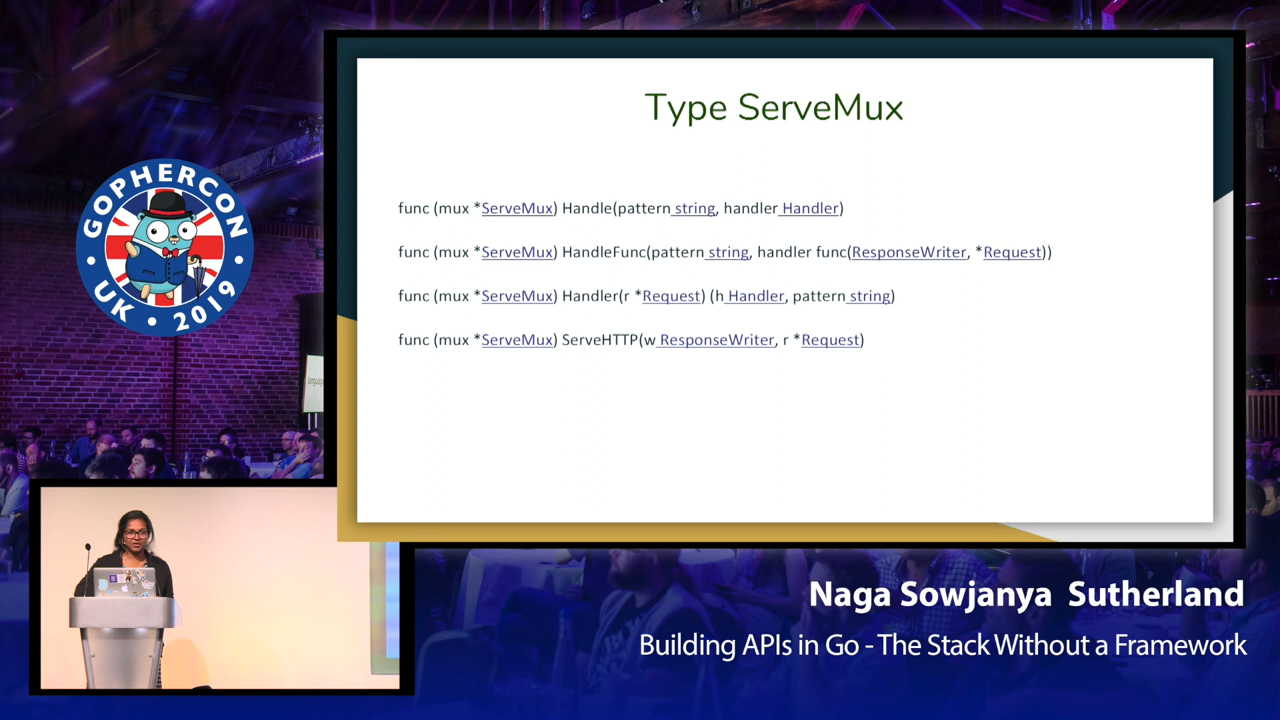 GOPHERCON
UK • 2019
Type ServeMux
func (mux *ServeMux) Handle(pattern string, handler Handler)
func (mux *ServeMux) HandleFunc(pattern string, handler func(ResponseWriter, *Request))
func (mux *ServeMux) Handler(r *Request) (h Handler, pattern string)
func (mux *ServeMux) ServeHTTP(w ResponseWriter, r *Request)
Naga Sowjanya Sutherland
Building APIs in Go - The Stack Without a Framework